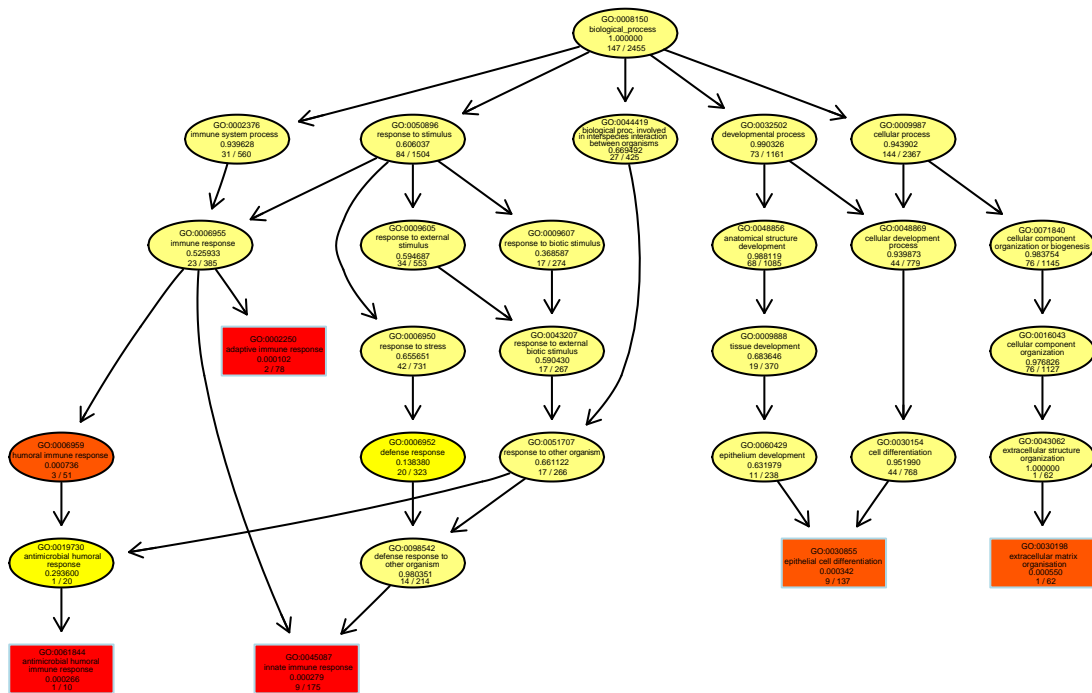 GO:0008150
biological_process
1.000000
147 / 2455
GO:0002376
immune system process
0.939628
31 / 560
GO:0050896
response to stimulus
0.606037
84 / 1504
GO:0044419
biological proc. involved
in interspecies interaction
between organisms
0.669492
27 / 425
GO:0032502
developmental process
0.990326
73 / 1161
GO:0009987
cellular process
0.943902
144 / 2367
GO:0006955
immune response
0.525933
23 / 385
GO:0009605
response to external
stimulus
0.594687
34 / 553
GO:0009607
response to biotic stimulus
0.368587
17 / 274
GO:0048856
anatomical structure
development
0.988119
68 / 1085
GO:0048869
cellular development
process
0.939873
44 / 779
GO:0071840
cellular component
organization or biogenesis
0.983754
76 / 1145
GO:0002250
adaptive immune response
0.000102
2 / 78
GO:0006950
response to stress
0.655651
42 / 731
GO:0043207
response to external
biotic stimulus
0.590430
17 / 267
GO:0009888
tissue development
0.683646
19 / 370
GO:0016043
cellular component
organization
0.976826
76 / 1127
GO:0006959
humoral immune response
0.000736
3 / 51
GO:0006952
defense response
0.138380
20 / 323
GO:0051707
response to other organism
0.661122
17 / 266
GO:0060429
epithelium development
0.631979
11 / 238
GO:0030154
cell differentiation
0.951990
44 / 768
GO:0043062
extracellular structure
organization
1.000000
1 / 62
GO:0019730
antimicrobial humoral
response
0.293600
1 / 20
GO:0098542
defense response to
other organism
0.980351
14 / 214
GO:0030855
epithelial cell differentiation
0.000342
9 / 137
GO:0030198
extracellular matrix
organisation
0.000550
1 / 62
GO:0061844
antimicrobial humoral
immune response
0.000268
1 / 10
GO:0045087
innate immune response
0.000279
9 / 175